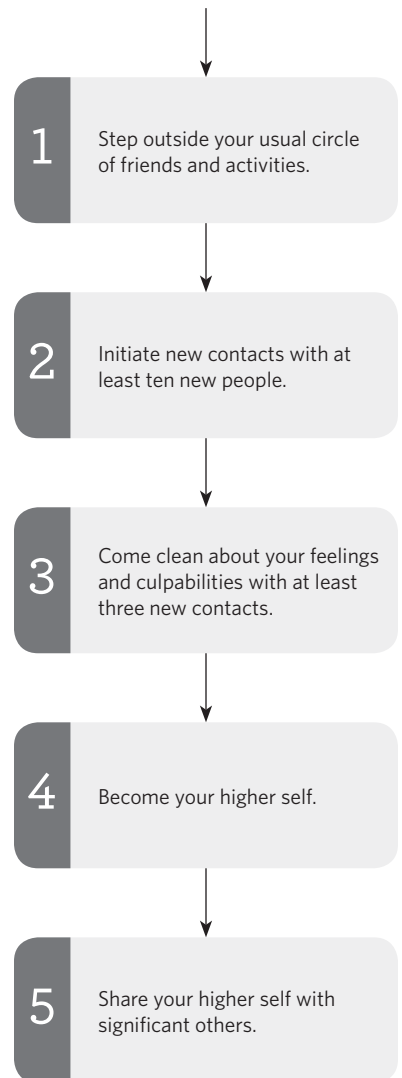 1
Step outside your usual circle
of friends and activities.
2
Initiate new contacts with at
least ten new people.
3
Come clean about your feelings
and culpabilities with at least
three new contacts.
4
Become your higher self.
5
Share your higher self with
significant others.